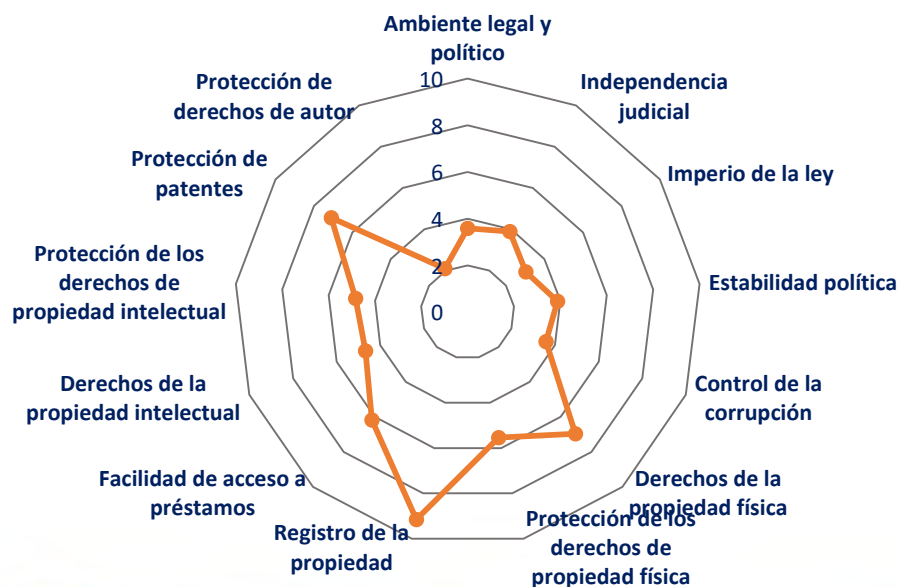 Ambiente legal y
político
Independencia
judicial
Imperio de la ley
Estabilidad política
Control de la
corrupción
Derechos de la
propiedad física
Protección de los
derechos de
propiedad física
Registro de la
propiedad
Facilidad de acceso a
préstamos
Derechos de la
propiedad intelectual
Protección de los
derechos de
propiedad intelectual
Protección de
patentes
Protección de
derechos de autor
10
8
6
4
2
0